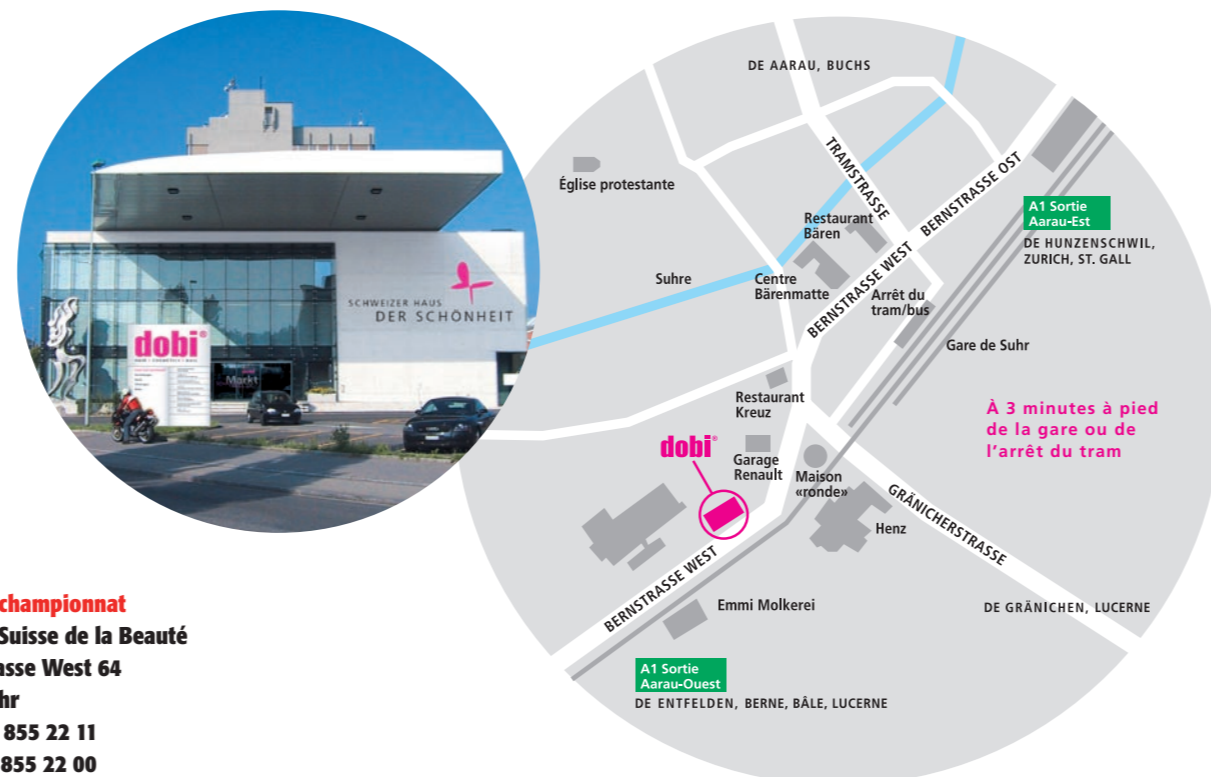 SCHWEIZER HAUS
DER SCHÖNHEIT
dobi®
Markt
DE AARAU, BUCHS
TRAMSTRASSE
BERNSTRASSE OST
Église protestante
A1 Sortie
Aarau-Est
DE HUNZENSCHWIL,
ZURICH, ST. GALL
Restaurant
Bären
BERNSTRASSE WEST
Suhre
Centre
Bärenmatte
Arrêt du
tram/bus
Gare de Suhr
Restaurant
Kreuz
À 3 minutes à pied
de la gare ou de
l’arrêt du tram
dobi®
Garage
Renault
Maison
«ronde»
GRÄNICHERSTRASSE
Henz
BERNSTRASSE WEST
Emmi Molkerei
DE GRÄNICHEN, LUCERNE
A1 Sortie
Aarau-Ouest
DE ENTFELDEN, BERNE, BÂLE, LUCERNE
championnat
Suisse de la Beauté
asse West 64
hr
855 22 11
855 22 00